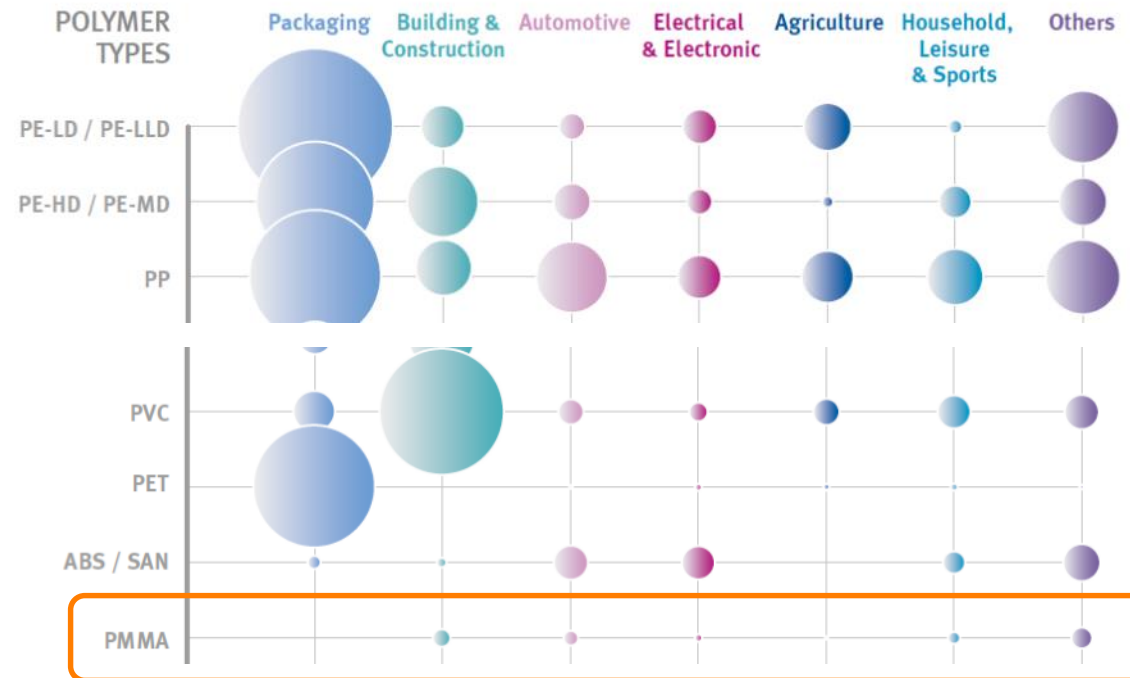 POLYMER
TYPES
Packaging
Building &
Construction
Automotive
Electrical
& Electronic
Agriculture
Household,
Leisure
& Sports
Others
PE-LD / PE-LLD
PE-HD / PE-MD
PP
PVC
PET
ABS / SAN
PMMA